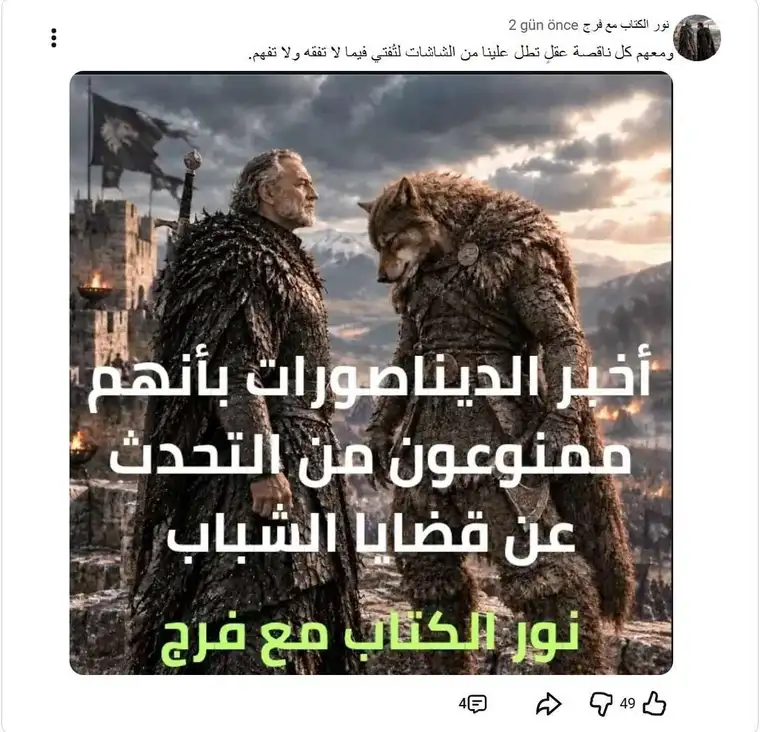 نور الكتاب مع فرج 2 gün önce
ومعهم كل ناقصة عقلٍ تطل علينا من الشاشات لتُفتي فيما لا تفقه ولا تفهم.
أخبر الديناصورات بأنهم
ممنوعون من التحدث
عن قضايا الشباب
نور الكتاب مع فرج
49
4